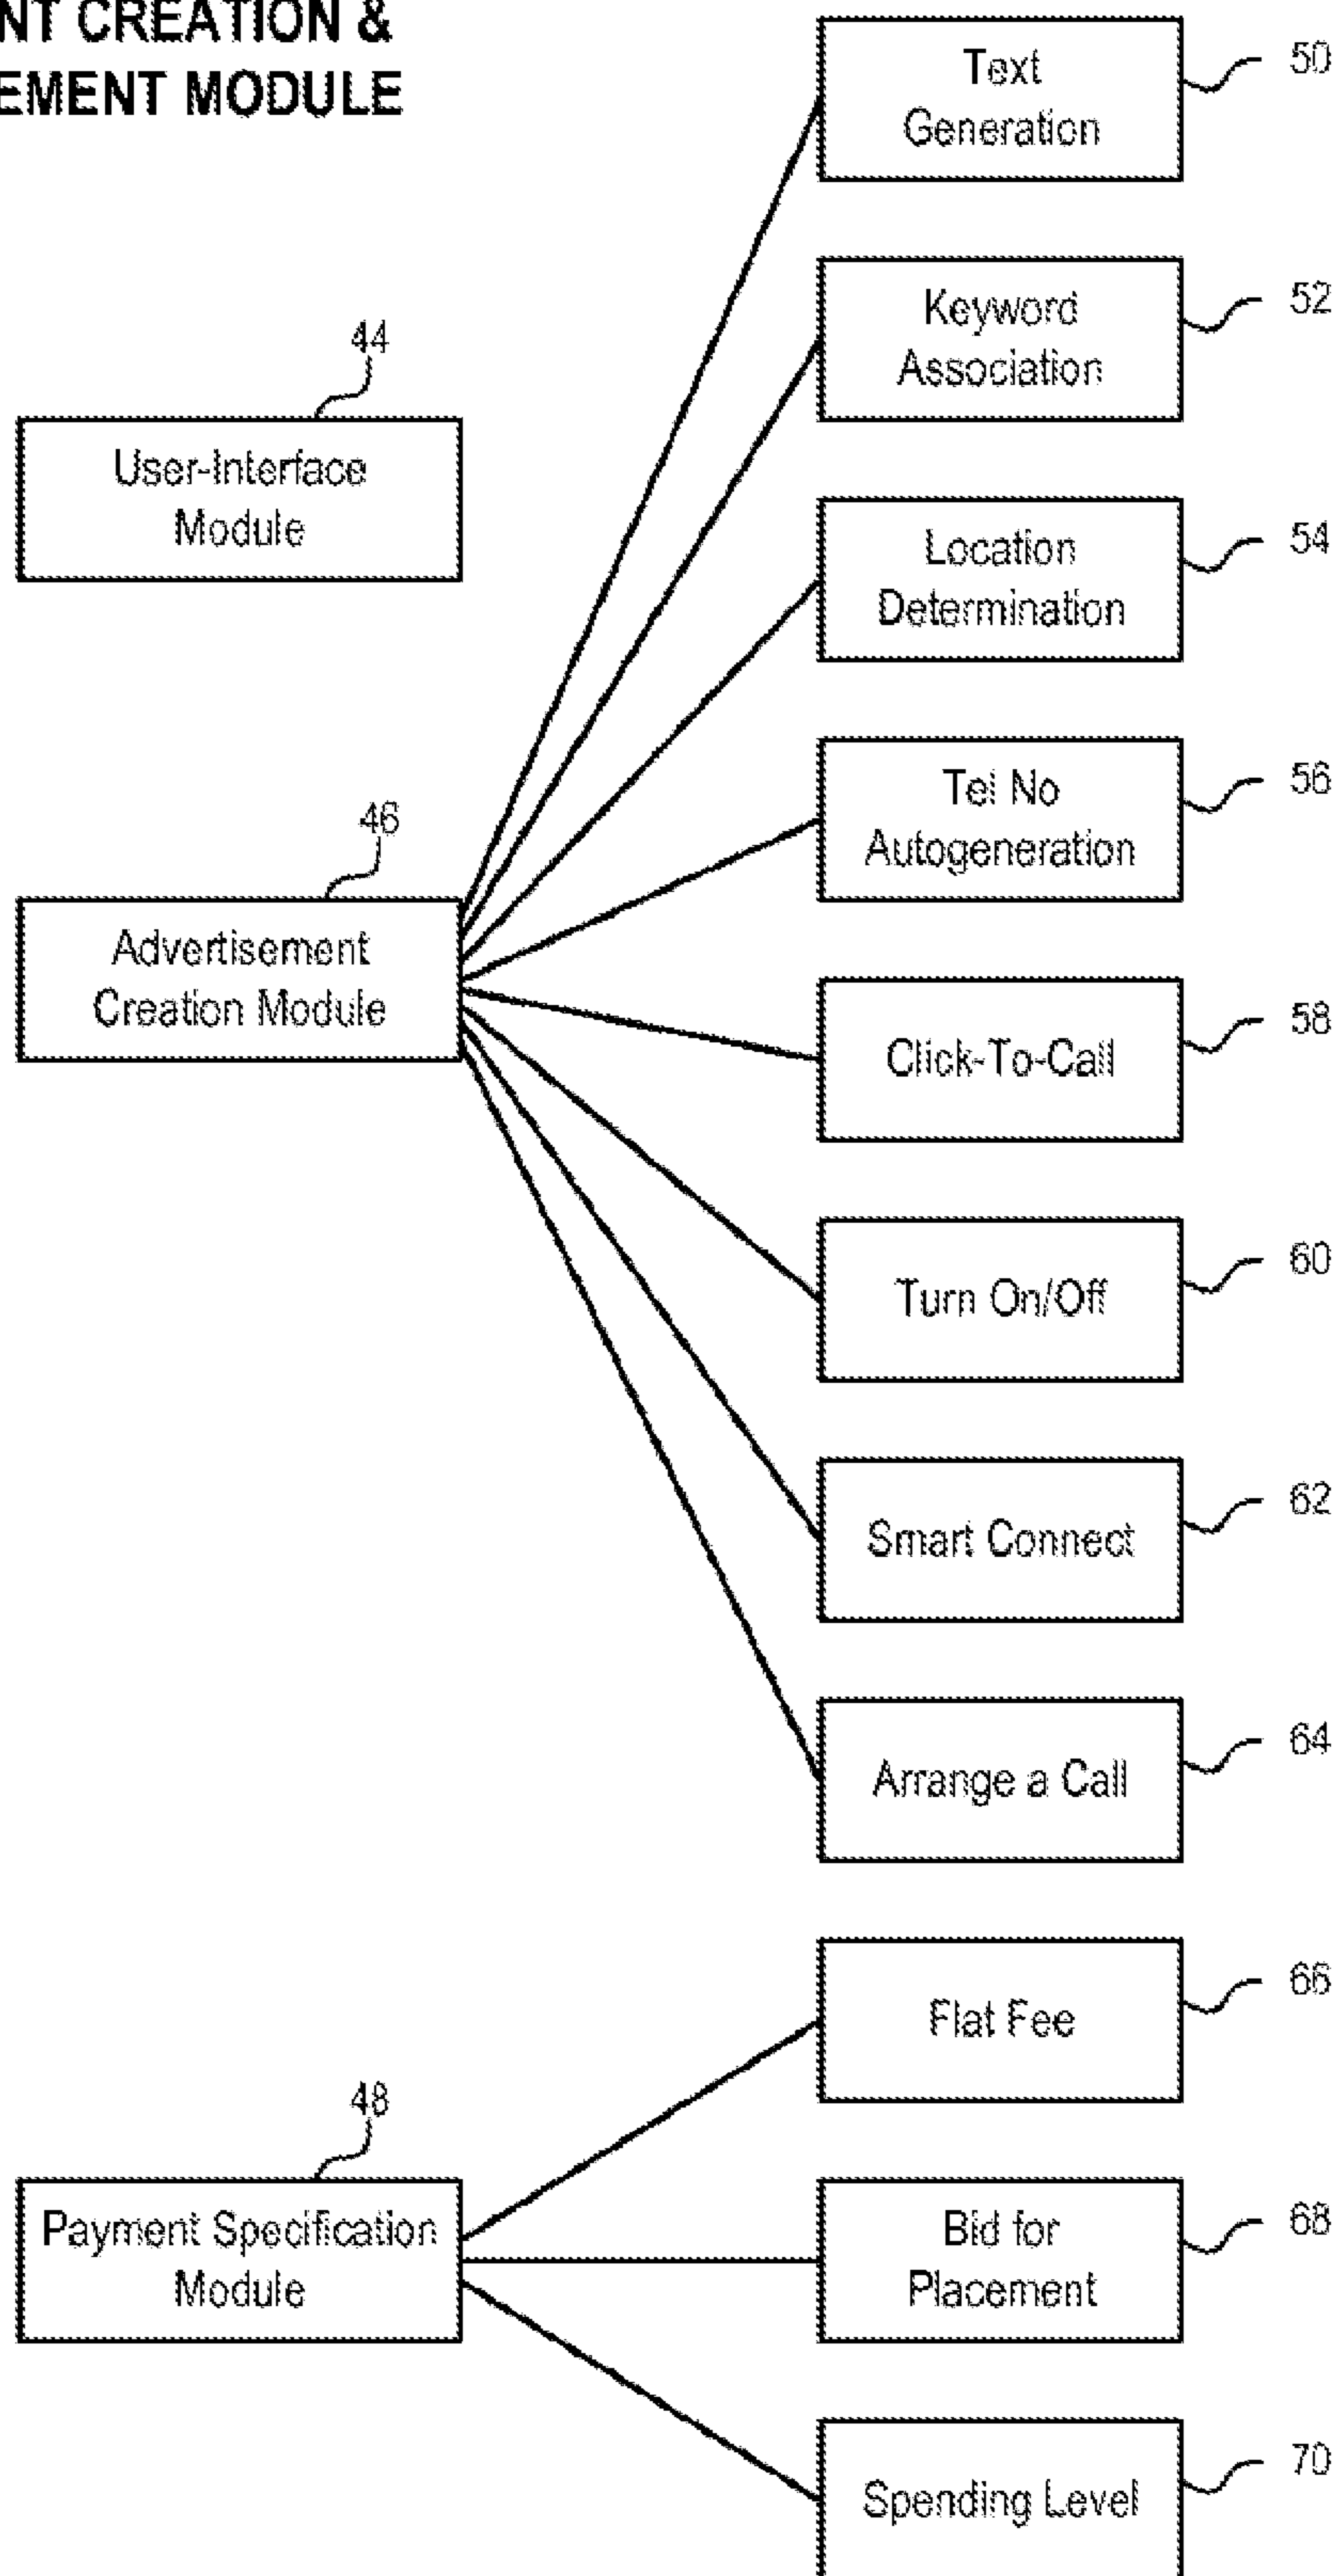 NT CREATION &
EMENT MODULE
50
Text
Generation
52
Keyword
Association
44
User-Interface
Module
54
Location
Determination
56
Tel No
Autogeneration
46
Advertisement
Creation Module
58
Click-To-Call
60
Turn On/Off
62
Smart Connect
64
Arrange a Call
66
Flat Fee
48
Payment Specification
Module
68
Bid for
Placement
70
Spending Level